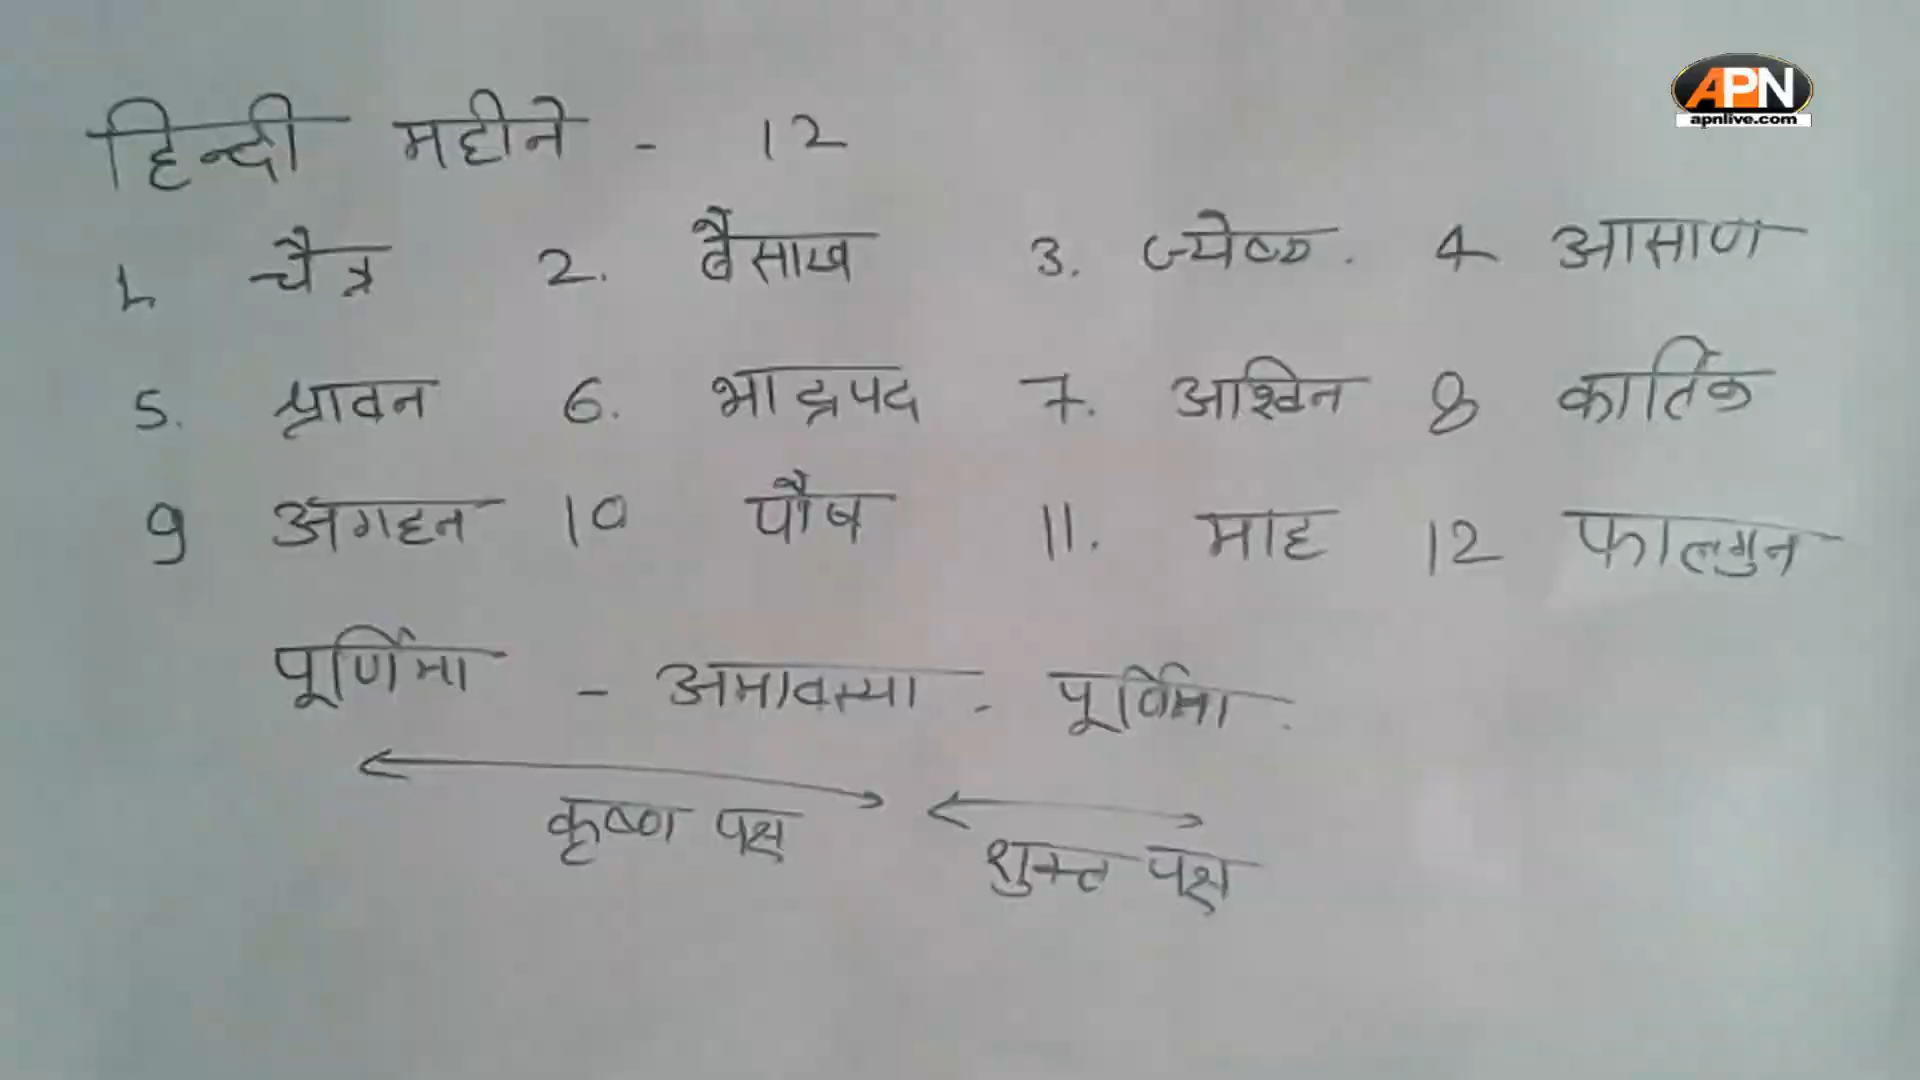 APN
apnlive.com
हिन्दी महीने - 12
1. चैत्र 2. बैसाख 3. ज्येष्ठ. 4 आसाण
5. श्रावन 6. भाद्रपद 7. अश्विन 8 कार्तिक
9 अगहन 10 पौष 11. माह 12 फाल्गुन
पूर्णिमा - अमावस्या - पूर्णिमा.
कृष्ण पक्ष
शुक्ल पक्ष